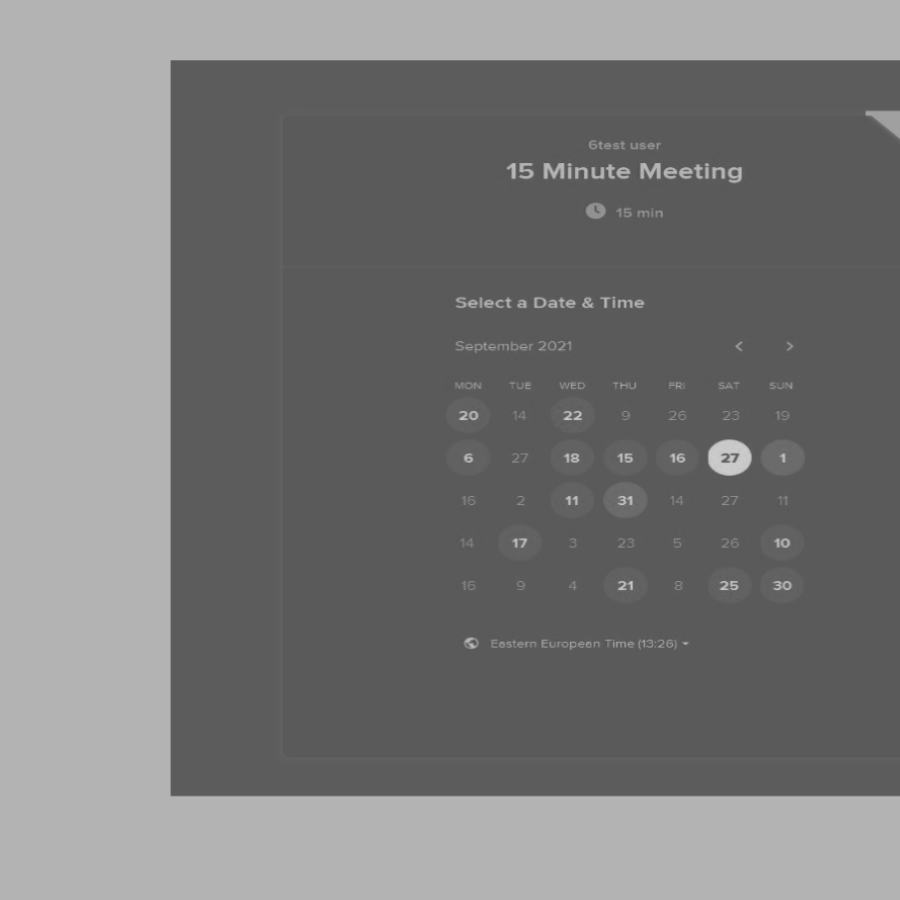 6test user
15 Minute Meeting
15 min
Select a Date & Time
September 2021 < >
MON TUE WED THU FRI SAT SUN
20 14 22 9 26 23 19
6 27 18 15 16 27 1
16 2 11 31 14 27 11
14 17 3 23 5 26 10
16 9 4 21 8 25 30
Eastern European Time (13:26)